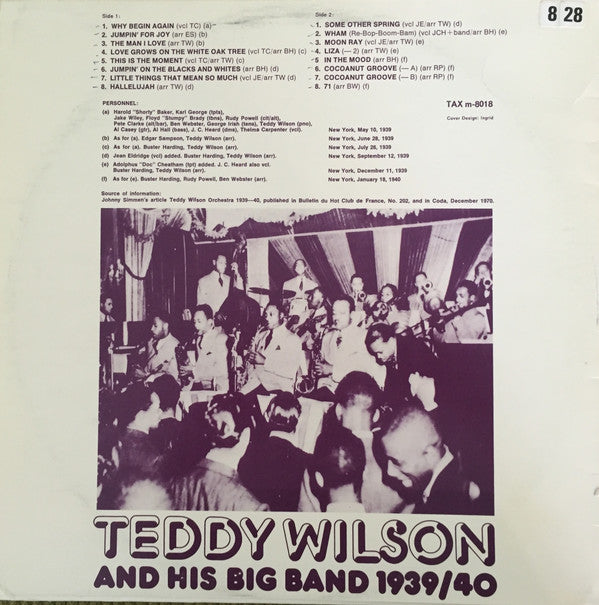 8 28
Side 1:
1. WHY BEGIN AGAIN (vcl TC) (a)
2. JUMPIN' FOR JOY (arr ES) (b)
3. THE MAN I LOVE (arr TW) (c)
4. LOVE GROWS ON THE WHITE OAK TREE (vcl TC/arr BH) (c)
5. THIS IS THE MOMENT (vcl TC/arr TW) (c)
6. JUMPIN' ON THE BLACKS AND WHITES (arr BH) (d)
7. LITTLE THINGS THAT MEAN SO MUCH (vcl JE/arr TW) (d)
8. HALLELUJAH (arr TW) (d)
Side 2:
1. SOME OTHER SPRING (vcl JE/arr TW) (d)
2. WHAM (Re-Bop-Boom-Bam) (vcl JCH+band/arr BH) (e)
3. MOON RAY (vcl JE/arr TW) (e)
4. LIZA (—2) (arr TW) (e)
5. IN THE MOOD (arr BH) (f)
6. COCOANUT GROOVE (—A) (arr RP) (f)
7. COCOANUT GROOVE (—B) (arr RP) (f)
8. 71 (arr BW) (f)
PERSONNEL:
(a) Harold "Shorty" Baker, Karl George (tpts),
Jake Wiley, Floyd "Stumpy" Brady (tbns), Rudy Powell (clt/alt),
Pete Clarke (alt/bar), Ben Webster, George Irish (tens), Teddy Wilson (pno),
Al Casey (gtr), Al Hall (bass), J. C. Heard (dms), Thelma Carpenter (vcl). New York, May 10, 1939
(b) As for (a). Edgar Sampson, Teddy Wilson (arr). New York, June 28, 1939
(c) As for (a). Buster Harding, Teddy Wilson (arr). New York, July 26, 1939
(d) Jean Eldridge (vcl) added. Buster Harding, Teddy Wilson (arr). New York, September 12, 1939
(e) Adolphus "Doc" Cheatham (tpt) added. J. C. Heard also vcl.
Buster Harding, Teddy Wilson (arr). New York, December 11, 1939
(f) As for (e). Buster Harding, Rudy Powell, Ben Webster (arr). New York, January 18, 1940
TAX m-8018
Cover Design: Ingrid
Source of information:
Johnny Simmen's article Teddy Wilson Orchestra 1939—40, published in Bulletin du Hot Club de France, No. 202, and in Coda, December 1970.
TEDDY WILSON
AND HIS BIG BAND 1939/40